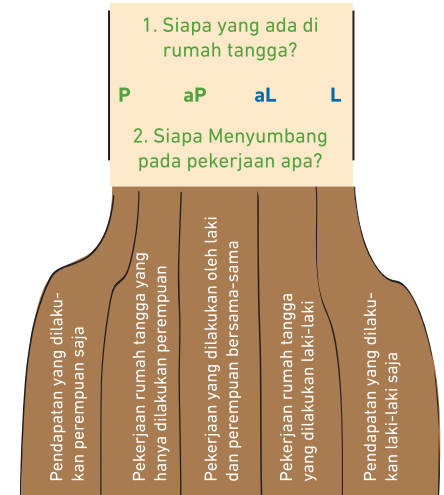 1. Siapa yang ada di
rumah tangga?
P aP aL L
2. Siapa Menyumbang
pada pekerjaan apa?
Pendapatan yang dilaku-
kan perempuan saja
Pekerjaan rumah tangga yang
hanya dilakukan perempuan
Pekerjaan yang dilakukan oleh laki
dan perempuan bersama-sama
Pekerjaan rumah tangga
yang dilakukan laki-laki
Pendapatan yang dilaku-
kan laki-laki saja